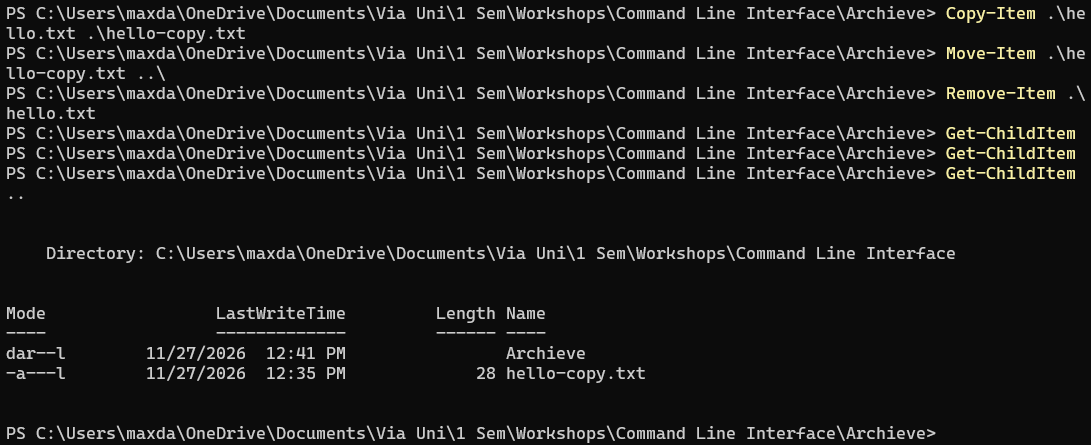 PS C:\Users\maxda\OneDrive\Documents\Via Uni\1 Sem\Workshops\Command Line Interface\Archieve> Copy-Item .\he
llo.txt .\hello-copy.txt
PS C:\Users\maxda\OneDrive\Documents\Via Uni\1 Sem\Workshops\Command Line Interface\Archieve> Move-Item .\he
llo-copy.txt ..\
PS C:\Users\maxda\OneDrive\Documents\Via Uni\1 Sem\Workshops\Command Line Interface\Archieve> Remove-Item .\
hello.txt
PS C:\Users\maxda\OneDrive\Documents\Via Uni\1 Sem\Workshops\Command Line Interface\Archieve> Get-ChildItem
PS C:\Users\maxda\OneDrive\Documents\Via Uni\1 Sem\Workshops\Command Line Interface\Archieve> Get-ChildItem
PS C:\Users\maxda\OneDrive\Documents\Via Uni\1 Sem\Workshops\Command Line Interface\Archieve> Get-ChildItem
..
    Directory: C:\Users\maxda\OneDrive\Documents\Via Uni\1 Sem\Workshops\Command Line Interface
Mode                 LastWriteTime         Length Name
----                 -------------         ------ ----
dar--l        11/27/2026  12:41 PM                Archieve
-a---l        11/27/2026  12:35 PM             28 hello-copy.txt
PS C:\Users\maxda\OneDrive\Documents\Via Uni\1 Sem\Workshops\Command Line Interface\Archieve>